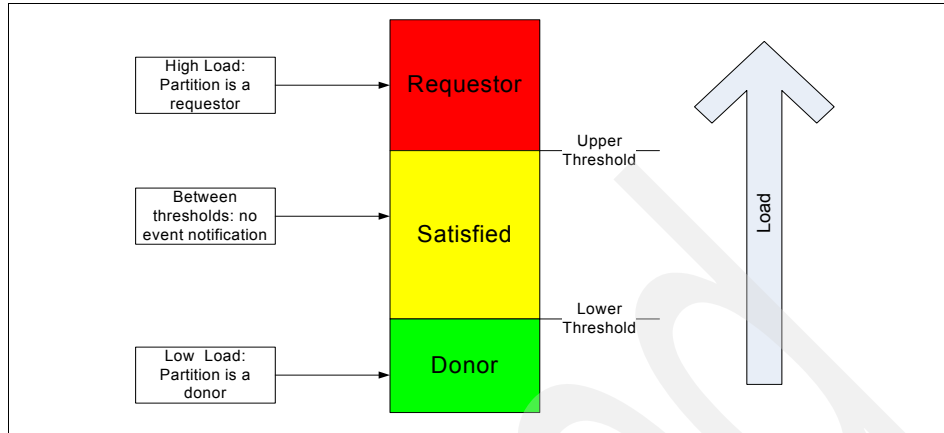 High Load:
Partition is a
requestor
Requestor
Upper
Threshold
Between
thresholds: no
event notification
Satisfied
Load
Lower
Threshold
Low Load:
Partition is a
donor
Donor